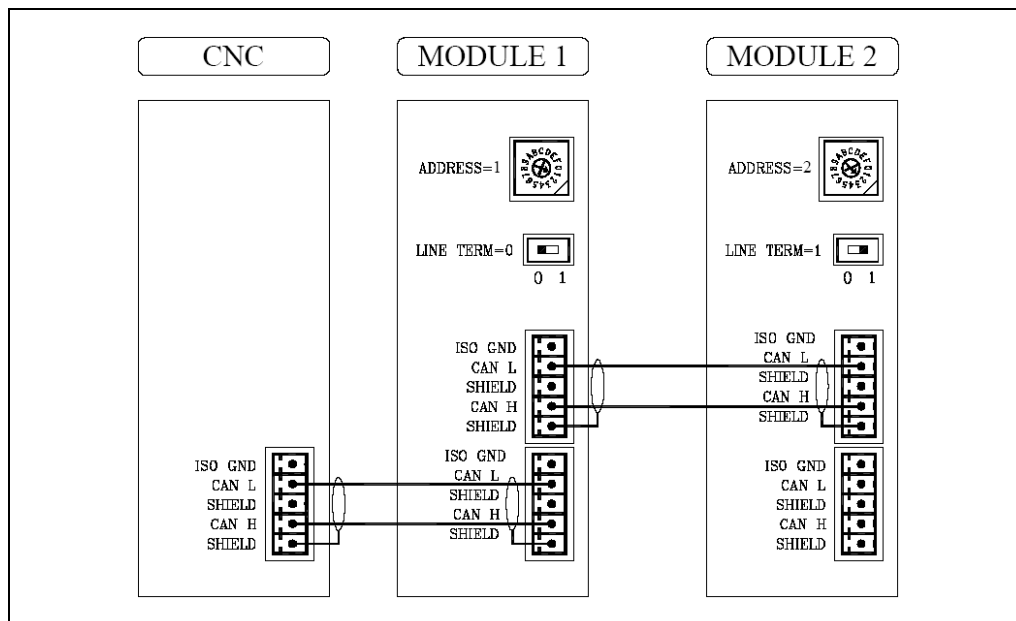 CNC
MODULE 1
MODULE 2
ADDRESS=1
ADDRESS=2
LINE TERM=0
0 1
LINE TERM=1
0 1
ISO GND
CAN L
SHIELD
CAN H
SHIELD
ISO GND
CAN L
SHIELD
CAN H
SHIELD
ISO GND
CAN L
SHIELD
CAN H
SHIELD
ISO GND
CAN L
SHIELD
CAN H
SHIELD
ISO GND
CAN L
SHIELD
CAN H
SHIELD